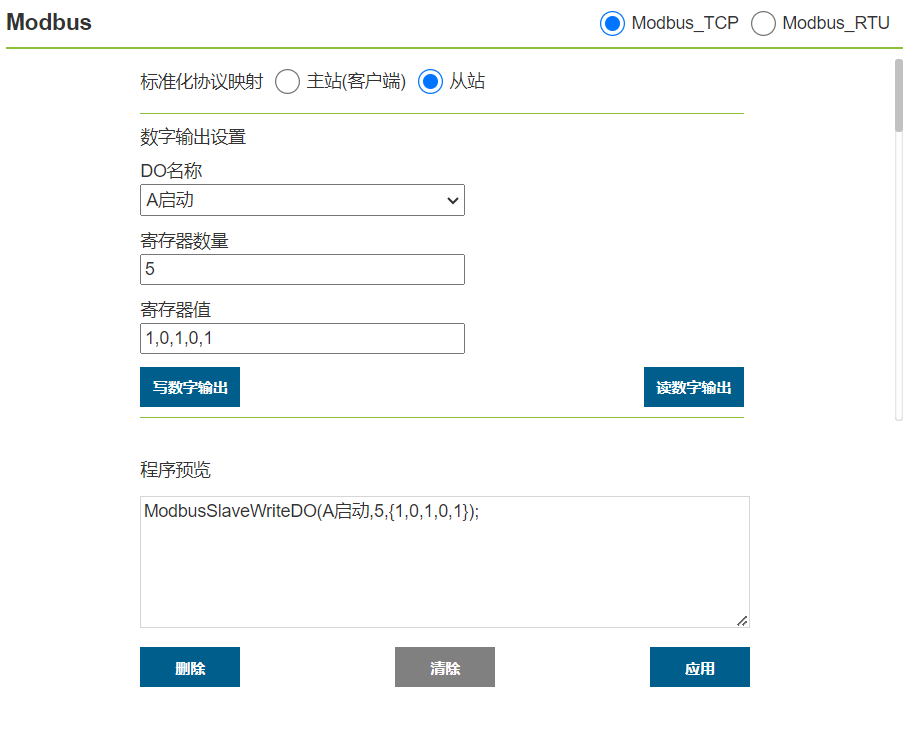 Modbus
Modbus_TCP Modbus_RTU
标准化协议映射 主站(客户端) 从站
数字输出设置
DO名称
A启动
寄存器数量
5
寄存器值
1,0,1,0,1
写数字输出 读数字输出
程序预览
ModbusSlaveWriteDO(A启动,5,{1,0,1,0,1});
删除 清除 应用